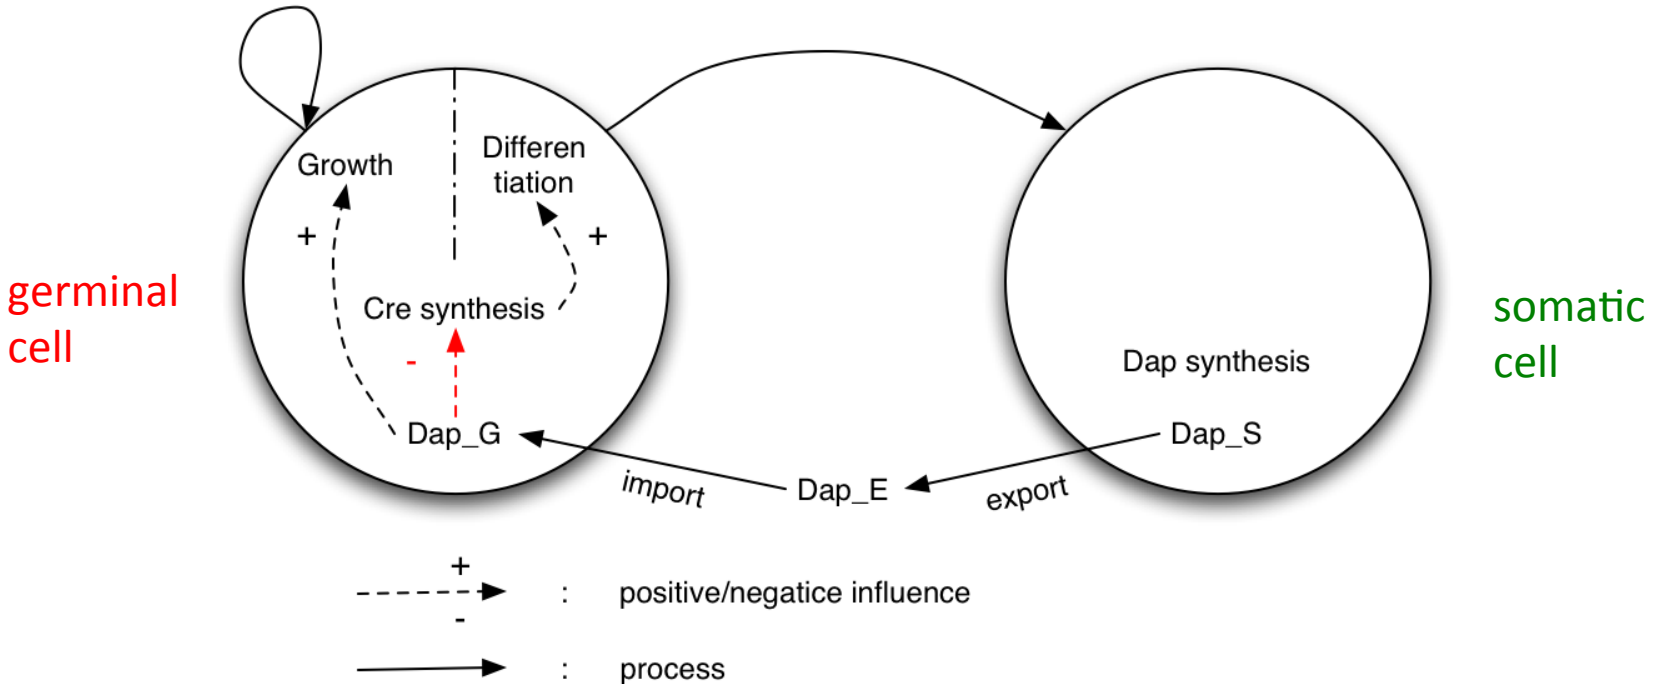 Growth
Differen
tiation
+
+
germinal
cell
Cre synthesis
-
Dap_G
import
Dap_E
export
Dap synthesis
Dap_S
somatic
cell
+
-
: positive/negatice influence
: process